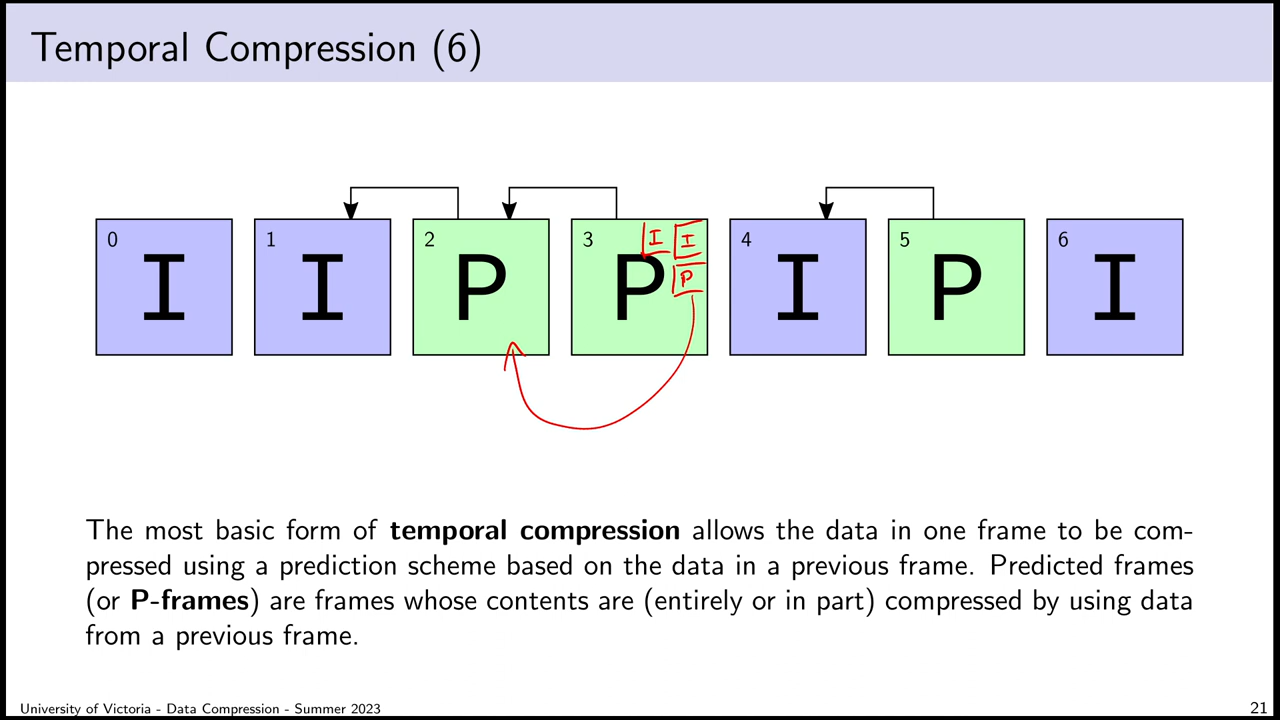 Temporal Compression (6)
0 1 2 3 4 5 6
I I
I I P P I P I
P
The most basic form of temporal compression allows the data in one frame to be com-
pressed using a prediction scheme based on the data in a previous frame. Predicted frames
(or P-frames) are frames whose contents are (entirely or in part) compressed by using data
from a previous frame.
University of Victoria - Data Compression - Summer 2023 21